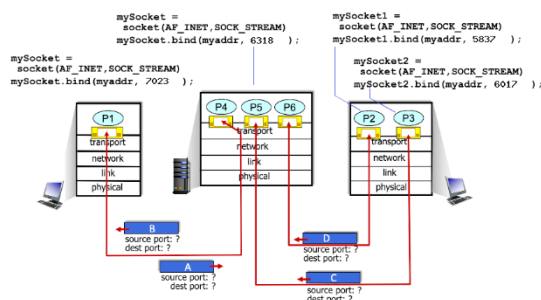 mySocket =
socket(AF_INET,SOCK_STREAM)
mySocket.bind(myaddr, 6318 );
mySocket1 =
socket(AF_INET,SOCK_STREAM)
mySocket1.bind(myaddr, 5837 );
mySocket =
socket(AF_INET,SOCK_STREAM)
mySocket.bind(myaddr, 7023 );
mySocket2 =
socket(AF_INET,SOCK_STREAM)
mySocket2.bind(myaddr, 6017 );
P1
transport
network
link
physical
P4 P5 P6
transport
network
link
physical
P2 P3
transport
network
link
physical
B
source port: ?
dest port: ?
A
source port: ?
dest port: ?
D
source port: ?
dest port: ?
C
source port: ?
dest port: ?